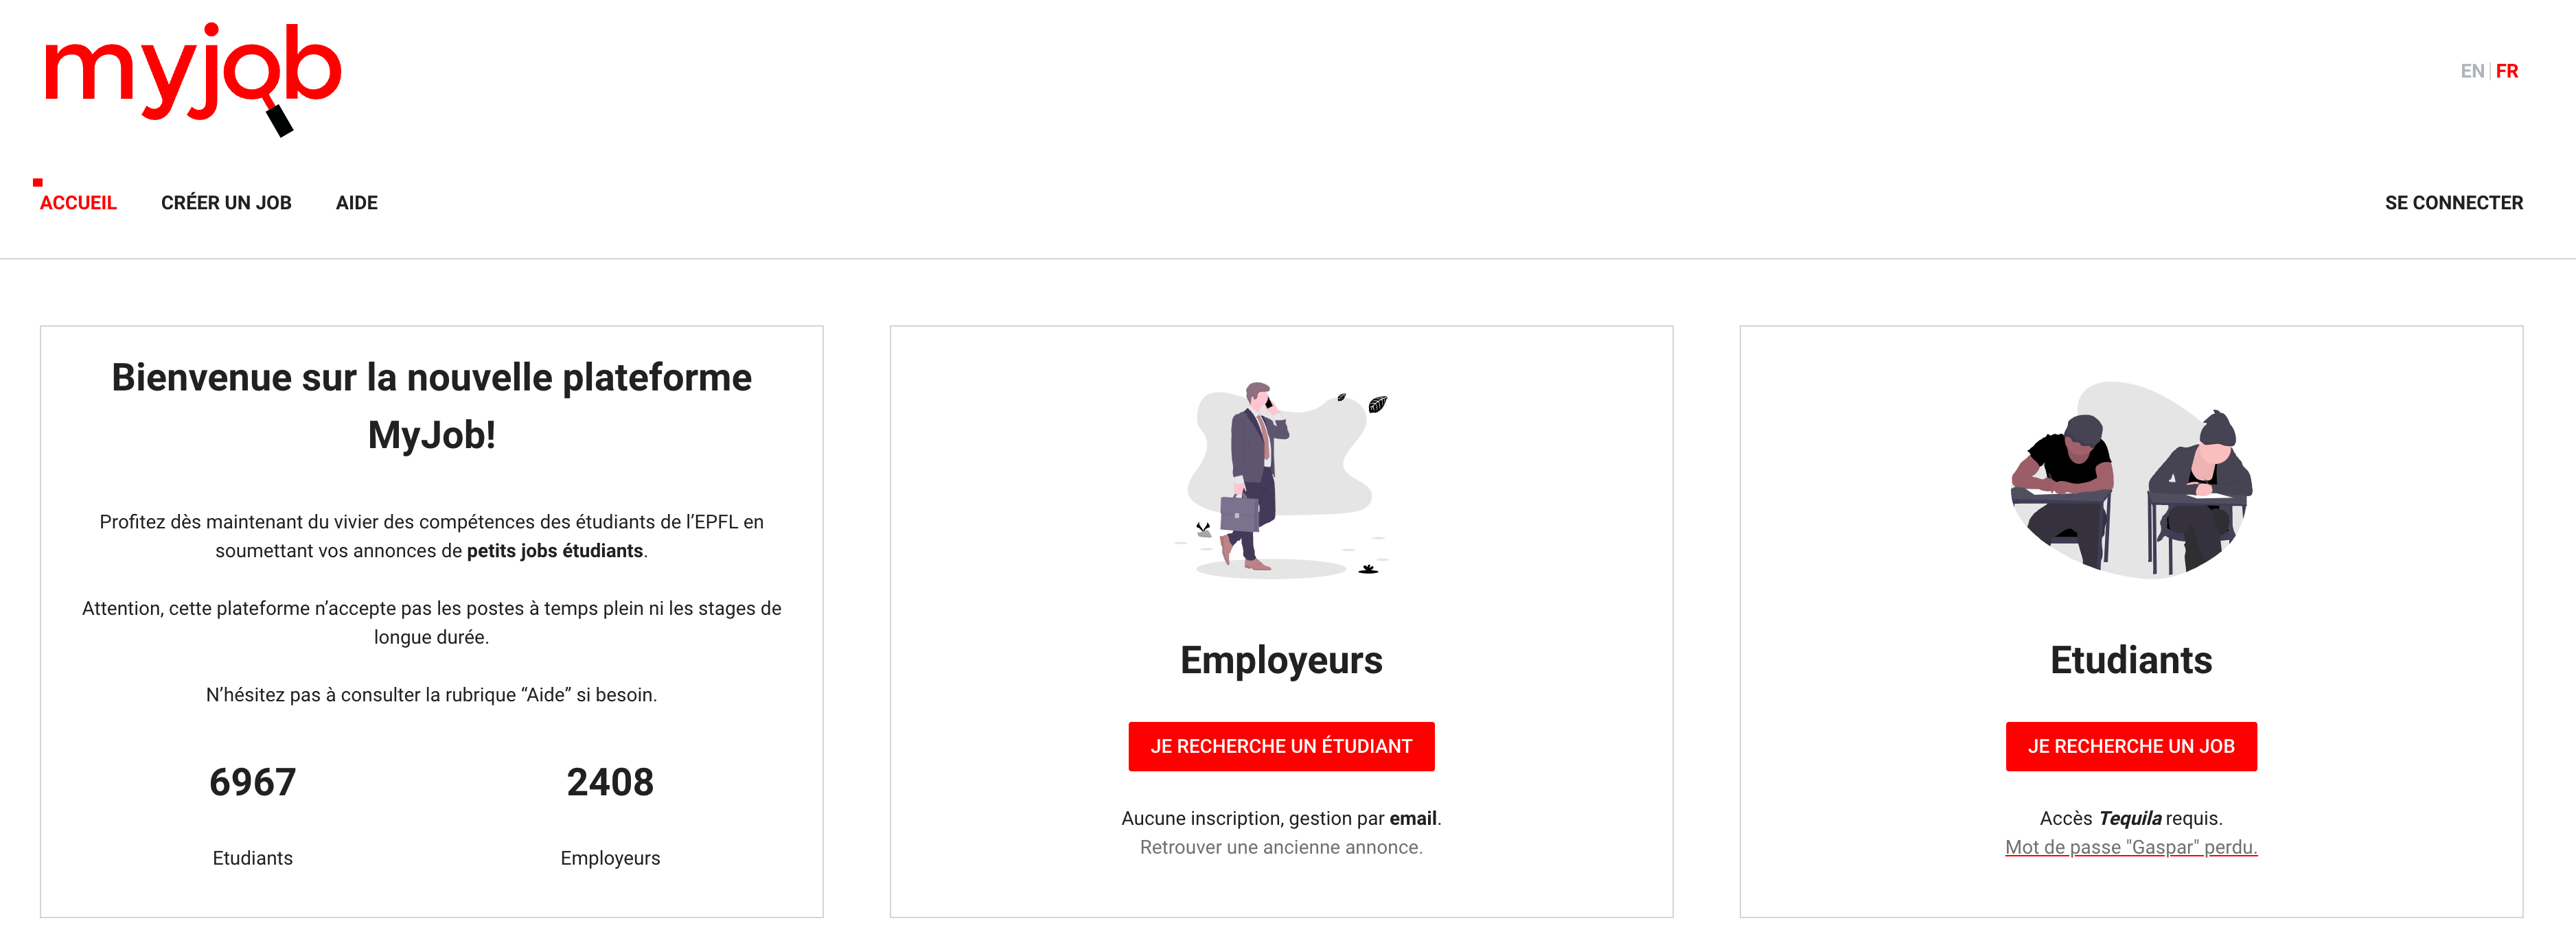 myjob
EN | FR
ACCUEIL CRÉER UN JOB AIDE SE CONNECTER
Bienvenue sur la nouvelle plateforme
MyJob!
Profitez dès maintenant du vivier des compétences des étudiants de l’EPFL en
soumettant vos annonces de petits jobs étudiants.
Attention, cette plateforme n’accepte pas les postes à temps plein ni les stages de
longue durée.
N’hésitez pas à consulter la rubrique “Aide” si besoin.
6967 2408
Etudiants Employeurs
Employeurs
JE RECHERCHE UN ÉTUDIANT
Aucune inscription, gestion par email.
Retrouver une ancienne annonce.
Etudiants
JE RECHERCHE UN JOB
Accès Tequila requis.
Mot de passe "Gaspar" perdu.